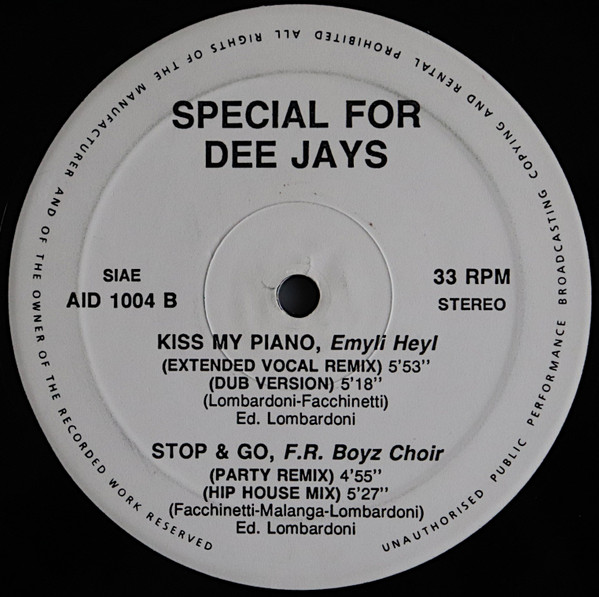 ALL RIGHTS OF THE MANUFACTURER AND OF THE OWNER OF THE RECORDED WORK RESERVED
UNAUTHORISED PUBLIC PERFORMANCE BROADCASTING COPYING AND RENTAL PROHIBITED
SPECIAL FOR
DEE JAYS
SIAE
AID 1004 B
33 RPM
STEREO
KISS MY PIANO, Emyli Heyl
(EXTENDED VOCAL REMIX) 5'53''
(DUB VERSION) 5'18''
(Lombardoni-Facchinetti)
Ed. Lombardoni
STOP & GO, F.R. Boyz Choir
(PARTY REMIX) 4'55''
(HIP HOUSE MIX) 5'27''
(Facchinetti-Malanga-Lombardoni)
Ed. Lombardoni